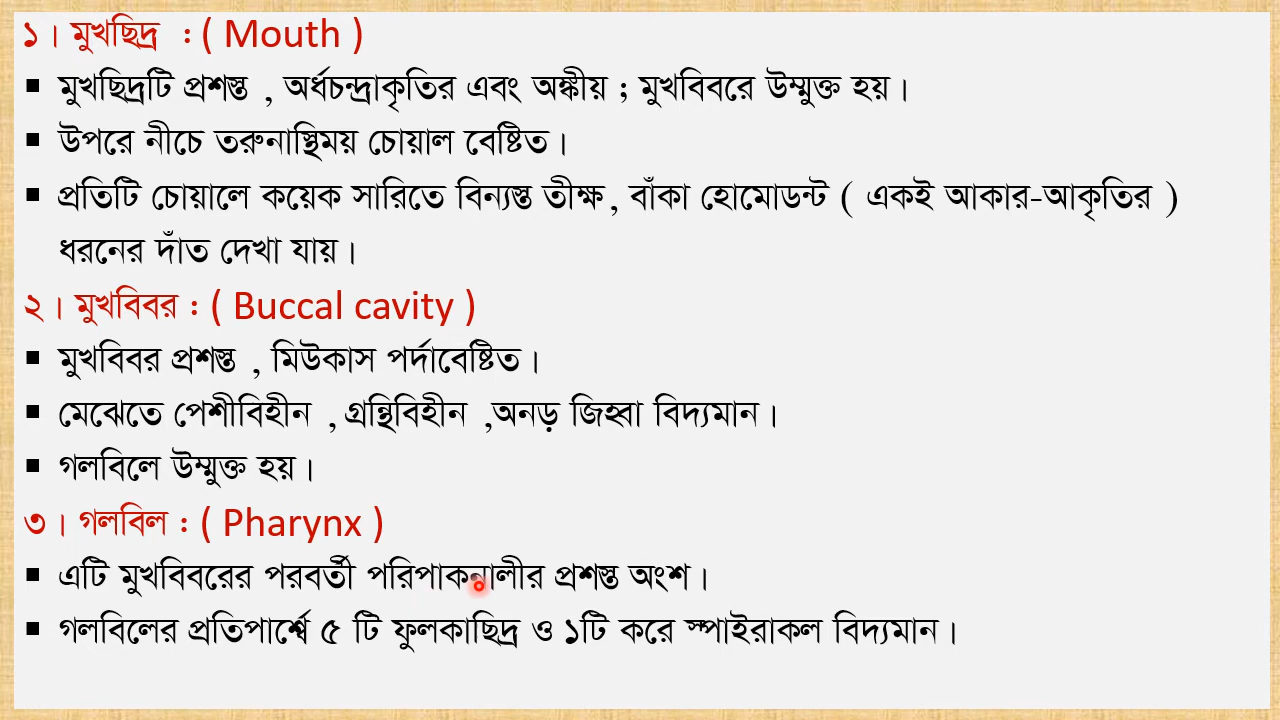 ১। মুখছিদ্র : ( Mouth )
▪ মুখছিদ্রটি প্রশস্ত , অর্ধচন্দ্রাকৃতির এবং অঙ্কীয় ; মুখবিবরে উম্মুক্ত হয়।
▪ উপরে নীচে তরুনাস্থিময় চোয়াল বেষ্টিত।
▪ প্রতিটি চোয়ালে কয়েক সারিতে বিন্যস্ত তীক্ষ, বাঁকা হোমোডন্ট ( একই আকার-আকৃতির )
ধরনের দাঁত দেখা যায়।
২। মুখবিবর : ( Buccal cavity )
▪ মুখবিবর প্রশস্ত , মিউকাস পর্দাবেষ্টিত।
▪ মেঝেতে পেশীবিহীন , গ্রন্থিবিহীন ,অনড় জিহ্বা বিদ্যমান।
▪ গলবিলে উম্মুক্ত হয়।
৩। গলবিল : ( Pharynx )
▪ এটি মুখবিবরের পরবর্তী পরিপাকনালীর প্রশস্ত অংশ।
▪ গলবিলের প্রতিপার্শ্বে ৫ টি ফুলকাছিদ্র ও ১টি করে স্পাইরাকল বিদ্যমান।